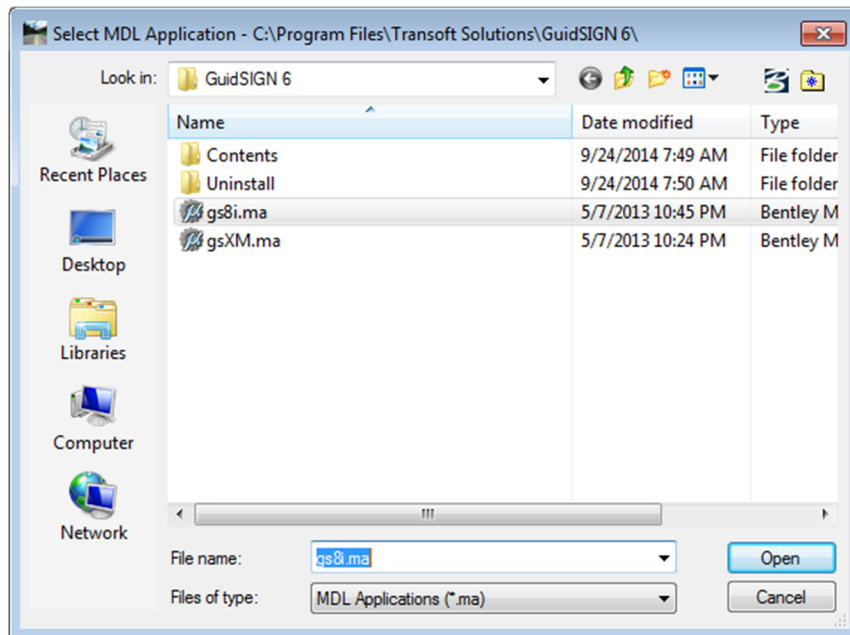 Select MDL Application - C:\Program Files\Transoft Solutions\GuidSIGN 6\
Look in: GuidSIGN 6
Name Date modified Type
Contents 9/24/2014 7:49 AM File folder
Uninstall 9/24/2014 7:50 AM File folder
gs8i.ma 5/7/2013 10:45 PM Bentley M
gsXM.ma 5/7/2013 10:24 PM Bentley M
Recent Places
Desktop
Libraries
Computer
Network
File name: gs8i.ma Open
Files of type: MDL Applications (*.ma) Cancel